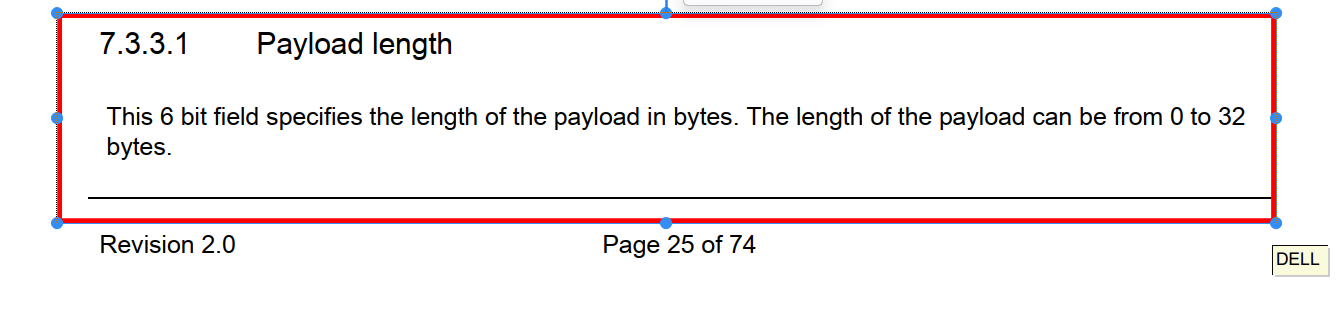 7.3.3.1 Payload length
This 6 bit field specifies the length of the payload in bytes. The length of the payload can be from 0 to 32
bytes.
Revision 2.0 Page 25 of 74
DELL